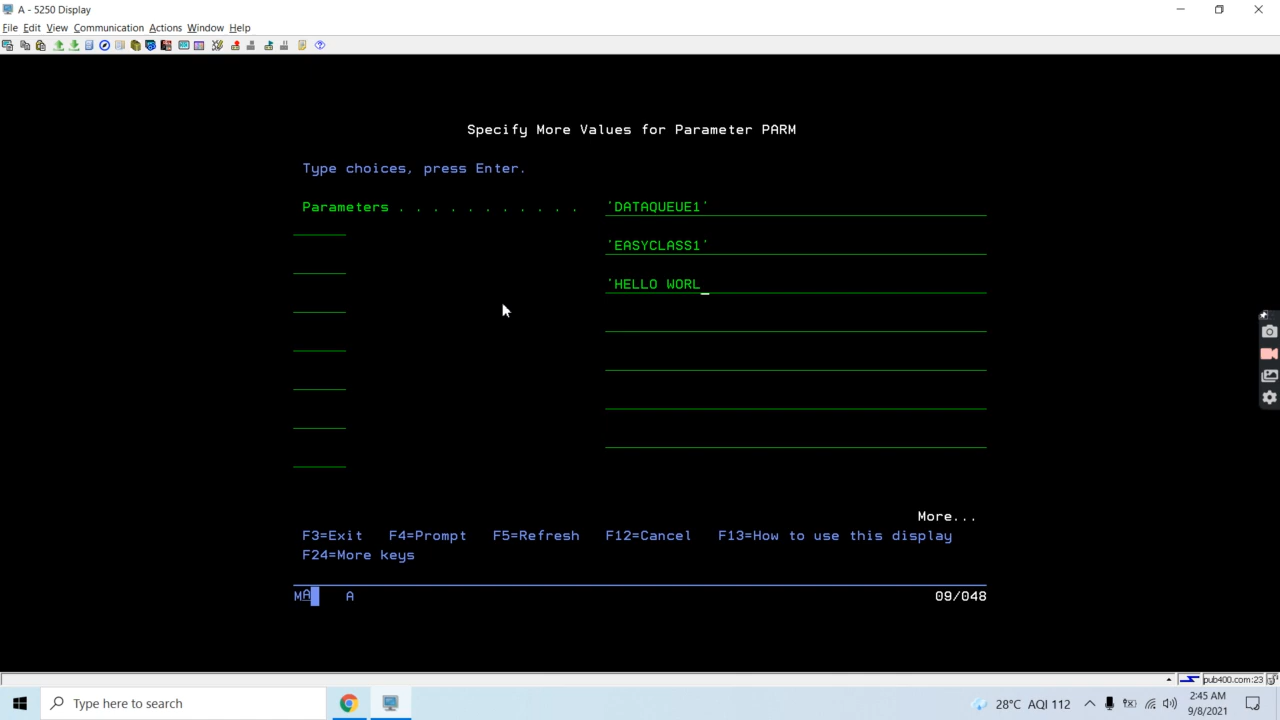 A - 5250 Display
File Edit View Communication Actions Window Help
Specify More Values for Parameter PARM
Type choices, press Enter.
Parameters . . . . . . . . . . . 'DATAQUEUE1'
'EASYCLASS1'
'HELLO WORL_
More...
F3=Exit F4=Prompt F5=Refresh F12=Cancel F13=How to use this display
F24=More keys
MA A 09/048
pub400.com:23
Type here to search
28°C AQI 112
2:45 AM
9/8/2021